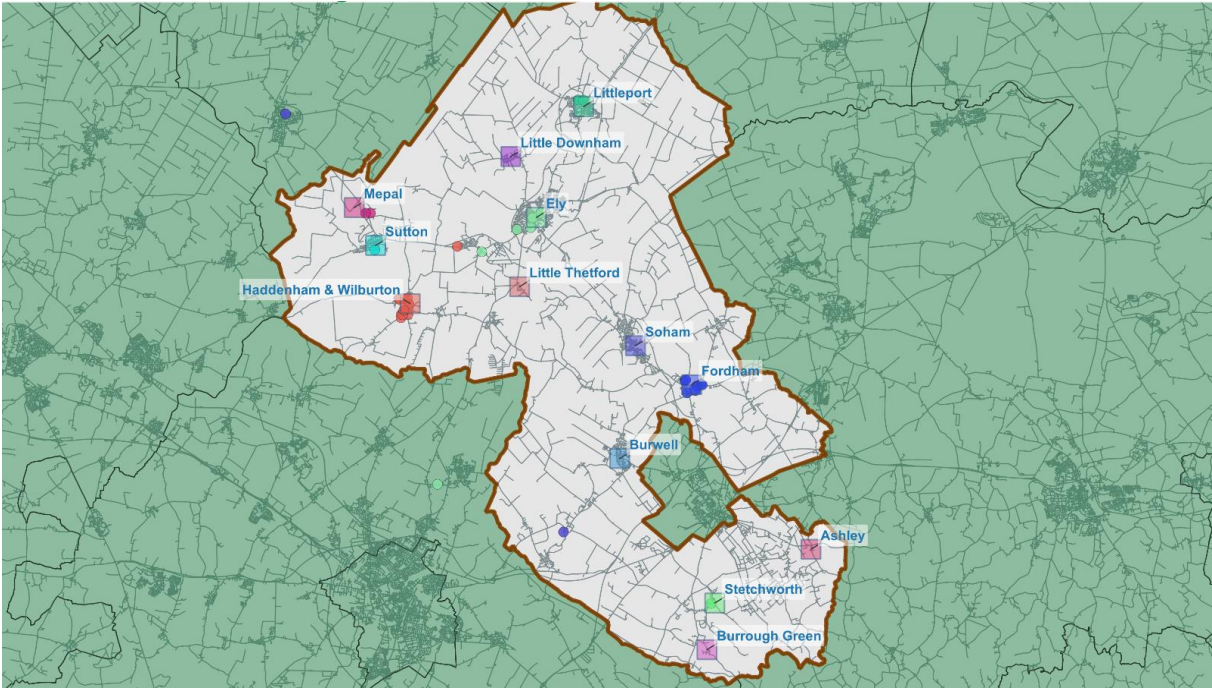 Littleport
Little Downham
Mepal
Ely
Sutton
Little Thetford
Haddenham & Wilburton
Soham
Fordham
Burwell
Ashley
Stetchworth
Burrough Green